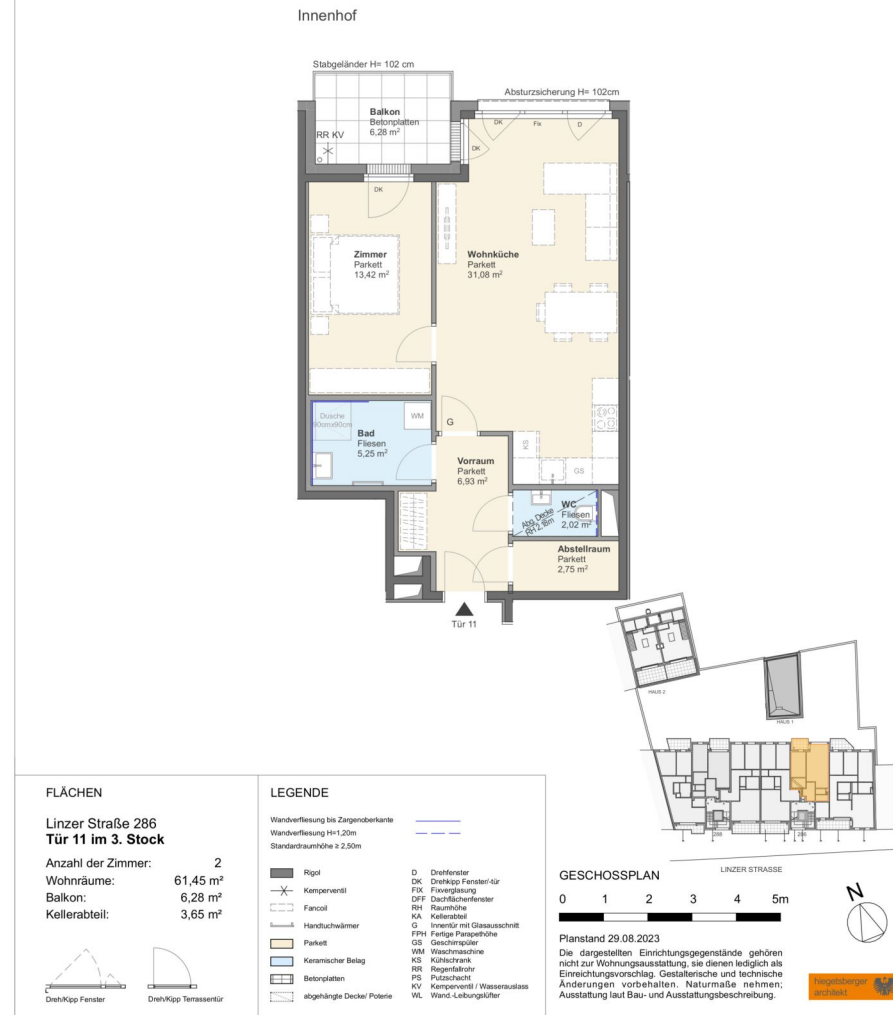 Innenhof
Stabgeländer H= 102 cm
Absturzsicherung H= 102cm
Balkon
Betonplatten
6,28 m²
RR KV
DK
Fix
D
DK
DK
Zimmer
Parkett
13,42 m²
Wohnküche
Parkett
31,08 m²
Dusche
90cmx90cm
WM
Bad
Fliesen
5,25 m²
G
KS
GS
Vorraum
Parkett
6,93 m²
WC
Fliesen
2,02 m²
Abg. Decke
RH 2,18m
Abstellraum
Parkett
2,75 m²
Tür 11
HAUS 2
HAUS 1
288
286
LINZER STRASSE
FLÄCHEN
Linzer Straße 286
Tür 11 im 3. Stock
Anzahl der Zimmer: 2
Wohnräume: 61,45 m²
Balkon: 6,28 m²
Kellerabteil: 3,65 m²
Dreh/Kipp Fenster
Dreh/Kipp Terrassentür
LEGENDE
Wandverfliesung bis Zargenoberkante
Wandverfliesung H=1,20m
Standardraumhöhe ≥ 2,50m
Rigol
Kemperventil
Fancoil
Handtuchwärmer
Parkett
Keramischer Belag
Betonplatten
abgehängte Decke/ Poterie
D Drehfenster
DK Drehkipp Fenster/-tür
FIX Fixverglasung
DFF Dachflächenfenster
RH Raumhöhe
KA Kellerabteil
G Innentür mit Glasausschnitt
FPH Fertige Parapethöhe
GS Geschirrspüler
WM Waschmaschine
KS Kühlschrank
RR Regenfallrohr
PS Putzschacht
KV Kemperventil / Wasserauslass
WL Wand.-Leibungslüfter
GESCHOSSPLAN
0 1 2 3 4 5m
N
Planstand 29.08.2023
Die dargestellten Einrichtungsgegenstände gehören
nicht zur Wohnungsausstattung, sie dienen lediglich als
Einreichtungsvorschlag. Gestalterische und technische
Änderungen vorbehalten. Naturmaße nehmen;
Ausstattung laut Bau- und Ausstattungsbeschreibung.
hiegetsberger
architekt